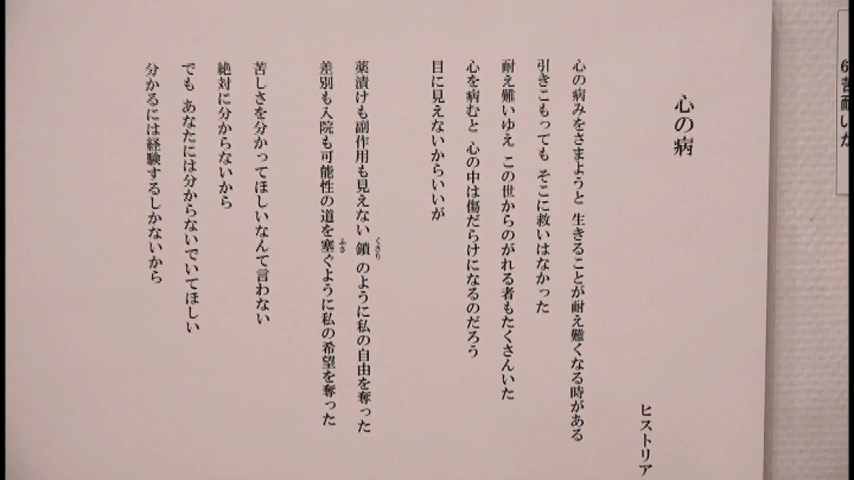 心の病
ヒストリア
心の病みをさまようと 生きることが耐え難くなる時がある
引きこもっても そこに救いはなかった
耐え難いゆえ この世からのがれる者もたくさんいた
心を病むと 心の中は傷だらけになるのだろう
目に見えないからいいが
薬漬けも副作用も見えない鎖のように私の自由を奪った
くさり
差別も入院も可能性の道を塞ぐように私の希望を奪った
ふさ
苦しさを分かってほしいなんて言わない
絶対に分からないから
でも あなたには分からないでいてほしい
分かるには経験するしかないから